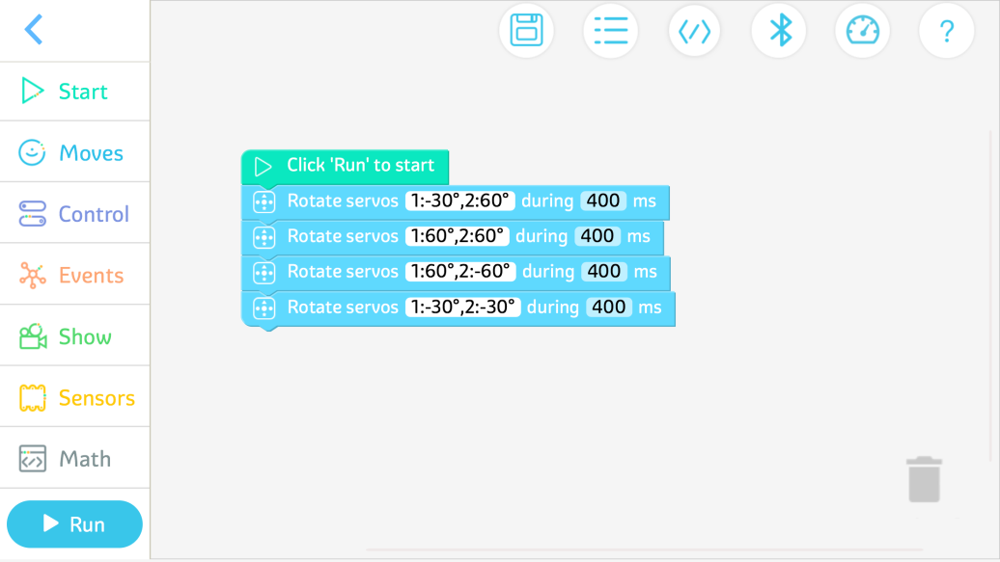 Start
Moves
Control
Events
Show
Sensors
Math
Run
?
Click 'Run' to start
Rotate servos 1:-30°,2:60° during 400 ms
Rotate servos 1:60°,2:60° during 400 ms
Rotate servos 1:60°,2:-60° during 400 ms
Rotate servos 1:-30°,2:-30° during 400 ms